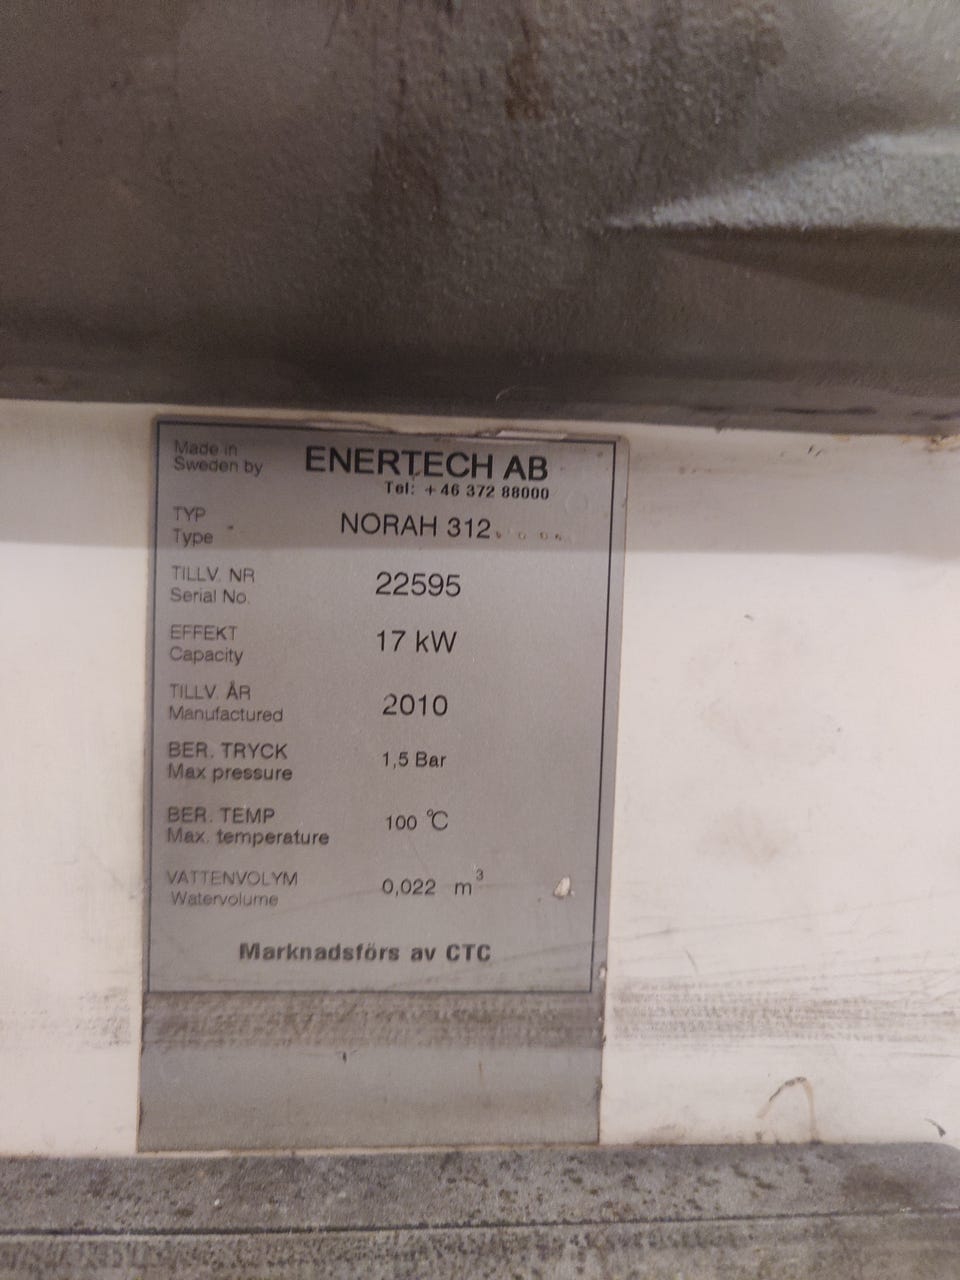 Made in
Sweden by
ENERTECH AB
Tel: +46 372 88000
TYP
Type
NORAH 312
TILLV. NR
Serial No.
22595
EFFEKT
Capacity
17 kW
TILLV. ÅR
Manufactured
2010
BER. TRYCK
Max pressure
1,5 Bar
BER. TEMP
Max. temperature
100 °C
VATTENVOLYM
Watervolume
0,022 m³
Marknadsförs av CTC